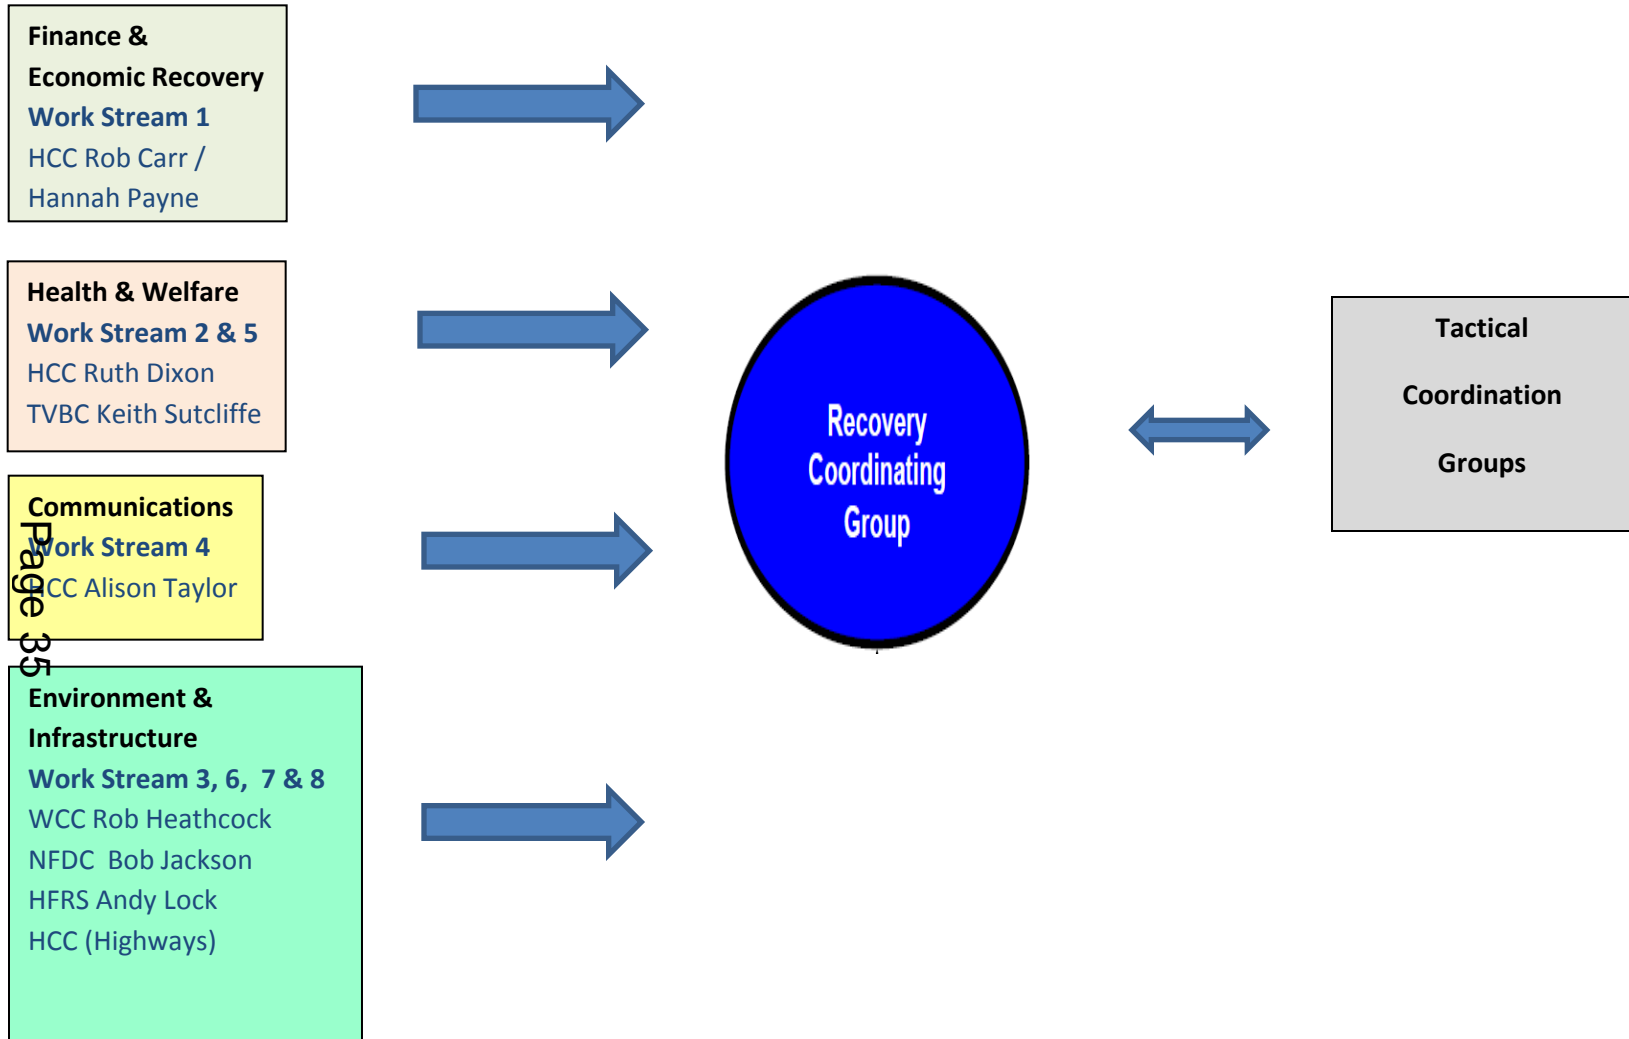 Finance &
Economic Recovery
Work Stream 1
HCC Rob Carr /
Hannah Payne
Health & Welfare
Work Stream 2 & 5
HCC Ruth Dixon
TVBC Keith Sutcliffe
Communications
Work Stream 4
HCC Alison Taylor
Page 35
Environment &
Infrastructure
Work Stream 3, 6,  7 & 8
WCC Rob Heathcock
NFDC  Bob Jackson
HFRS Andy Lock
HCC (Highways)
Recovery
Coordinating
Group
Tactical
Coordination
Groups